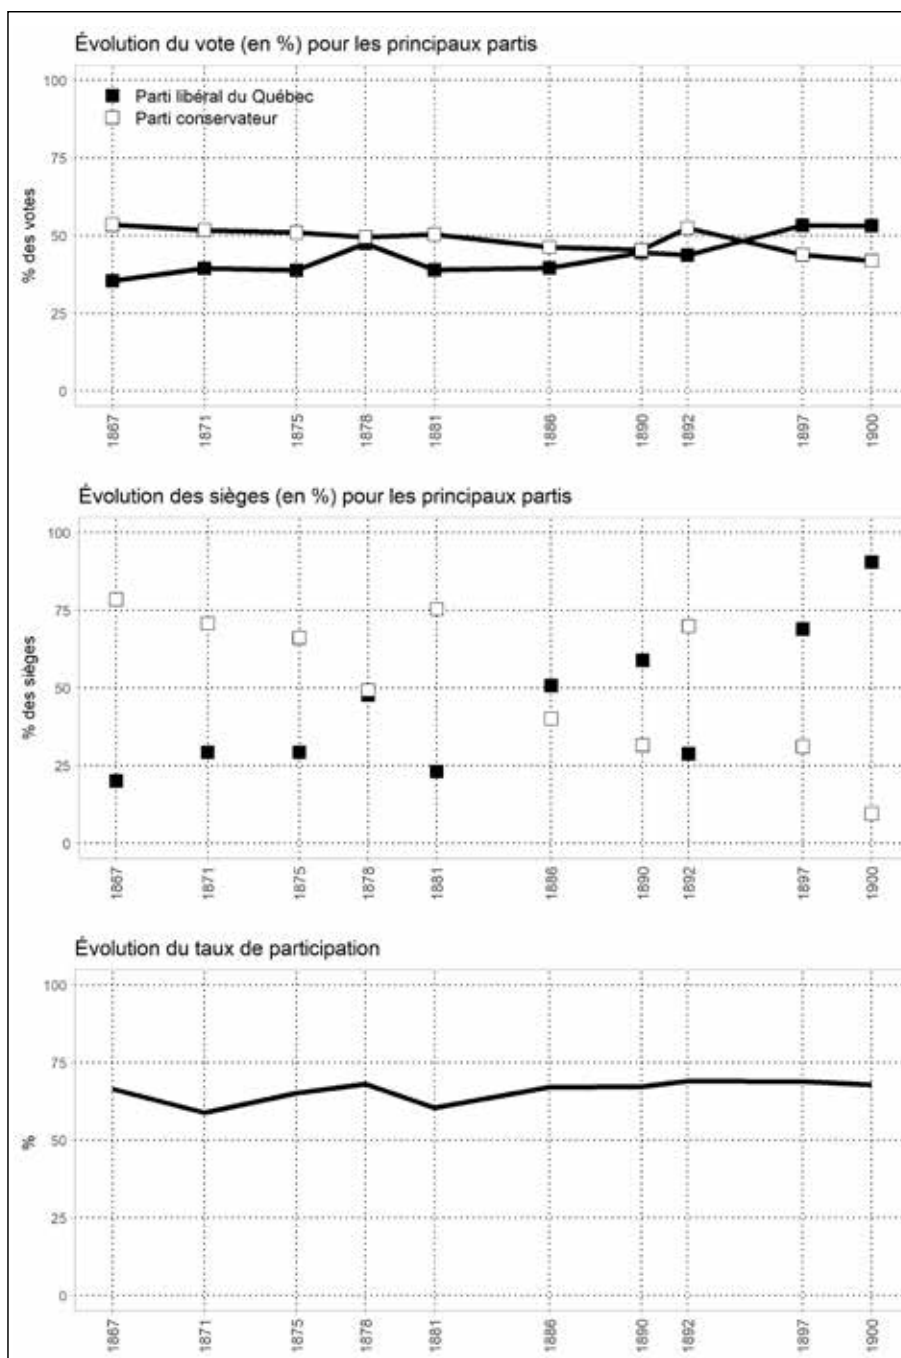 Évolution du vote (en %) pour les principaux partis
100
75
50
25
0
% des votes
Parti libéral du Québec
Parti conservateur
1867 1871 1875 1878 1881 1886 1890 1892 1897 1900
Évolution des sièges (en %) pour les principaux partis
100
75
50
25
0
% des sièges
1867 1871 1875 1878 1881 1886 1890 1892 1897 1900
Évolution du taux de participation
100
75
50
25
0
%
1867 1871 1875 1878 1881 1886 1890 1892 1897 1900